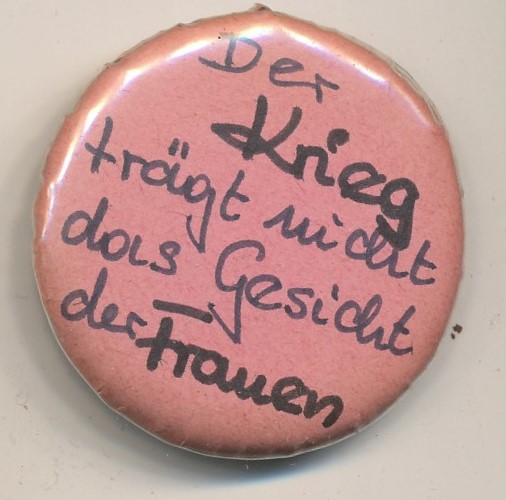 Der
Krieg
trägt nicht
das Gesicht
der Frauen